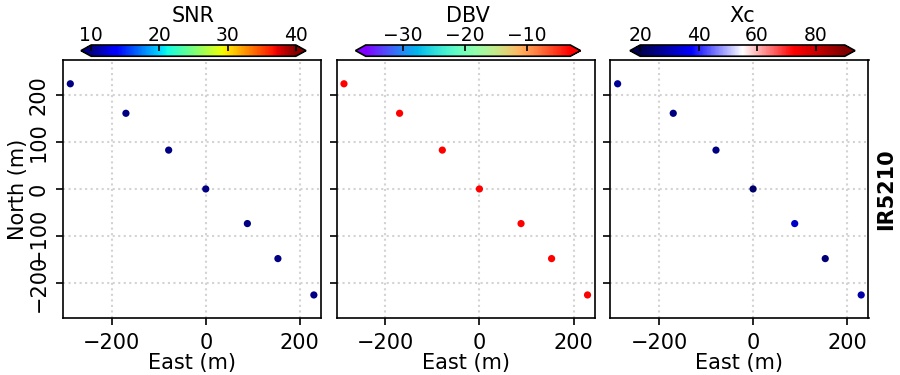 SNR DBV Xc
10 20 30 40 −30 −20 −10 20 40 60 80
North (m)
200
100
0
−100
−200
IR5210
−200 0 200 −200 0 200 −200 0 200
East (m) East (m) East (m)